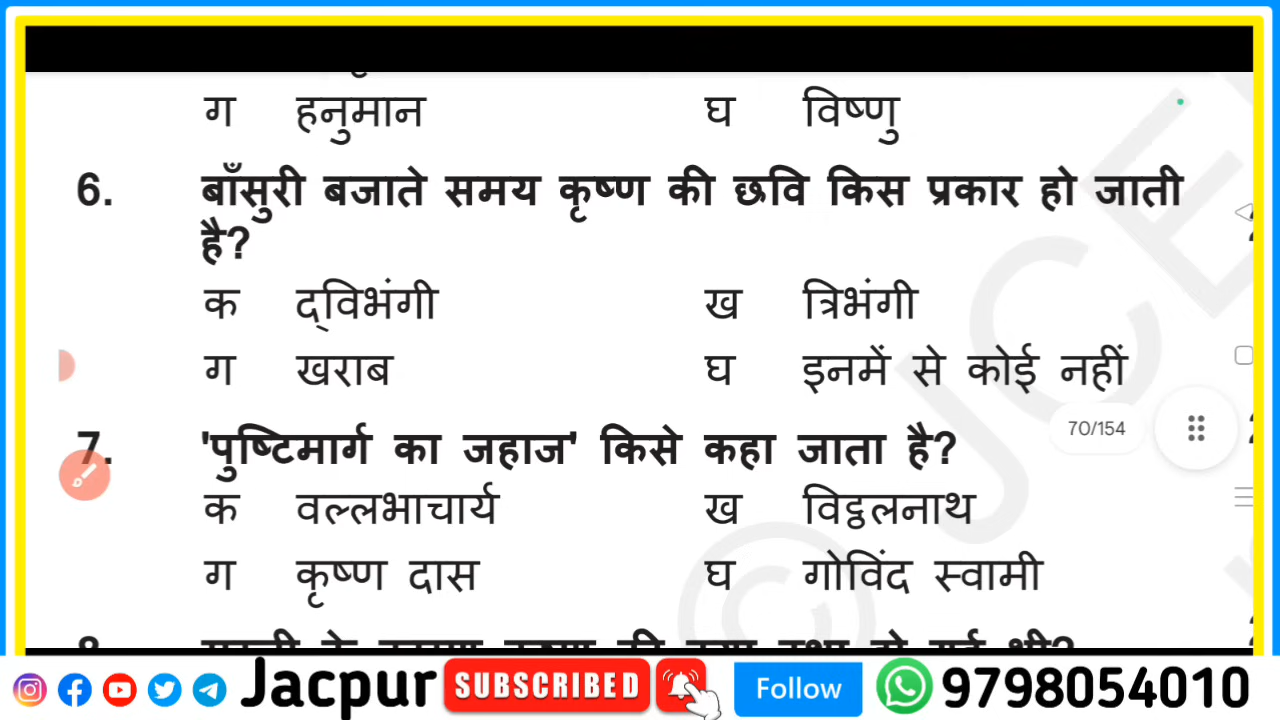 ग हनुमान घ विष्णु
6. बाँसुरी बजाते समय कृष्ण की छवि किस प्रकार हो जाती
है?
क द्विभंगी ख त्रिभंगी
ग खराब घ इनमें से कोई नहीं
70/154
7. 'पुष्टिमार्ग का जहाज' किसे कहा जाता है?
क वल्लभाचार्य ख विट्ठलनाथ
ग कृष्ण दास घ गोविंद स्वामी
Jacpur SUBSCRIBED Follow 9798054010